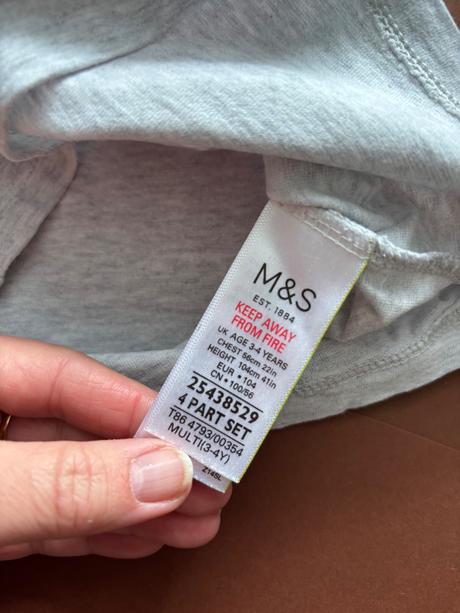 M&S
EST. 1884
KEEP AWAY
FROM FIRE
UK AGE 3-4 YEARS
CHEST 56cm 22in
HEIGHT 104cm 41in
EUR • 104
CN • 100/56
25438529
4 PART SET
T86 4793/00354
MULTI(3-4Y)
Z14SL